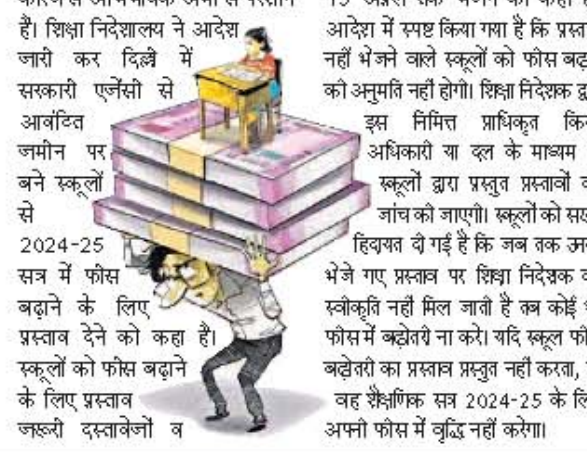 हैं। शिक्षा निदेशालय ने आदेश
जारी कर दिल्ली में
सरकारी एजेंसी से
आवंटित
जमीन पर
बने स्कूलों
से
2024-25
सत्र में फीस
बढ़ाने के लिए
प्रस्ताव देने को कहा है।
स्कूलों को फीस बढ़ाने
के लिए प्रस्ताव
जरूरी दस्तावेजों व
आदेश में स्पष्ट किया गया है कि
नहीं भेजने वाले स्कूलों को फीस
की अनुमति नहीं होगी। शिक्षा निदेशक
इस निमित्त प्राधिकृत
अधिकारी या दल के माध्यम
स्कूलों द्वारा प्रस्तुत प्रस्तावों
जांच की जाएगी। स्कूलों को
हिदायत दी गई है कि जब तक
भेजे गए प्रस्ताव पर शिक्षा निदेशक
स्वीकृति नहीं मिल जाती है तब कोई
फीस में बढ़ोतरी ना करे। यदि स्कूल
बढ़ोतरी का प्रस्ताव प्रस्तुत नहीं करता,
वह शैक्षणिक सत्र 2024-25 के
अपनी फीस में वृद्धि नहीं करेगा।